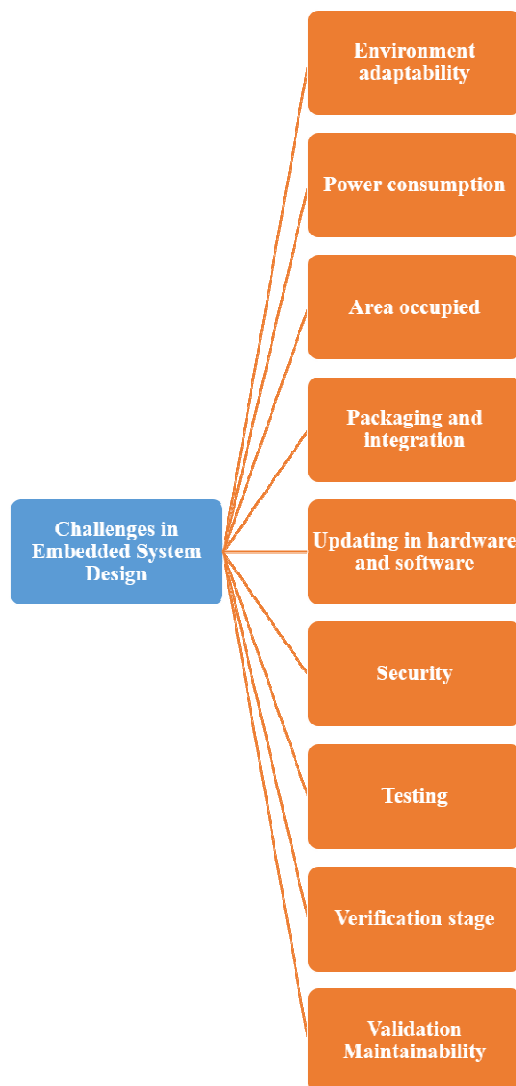 Environment
adaptability
Power consumption
Area occupied
Packaging and
integration
Challenges in
Embedded System
Design
Updating in hardware
and software
Security
Testing
Verification stage
Validation
Maintainability